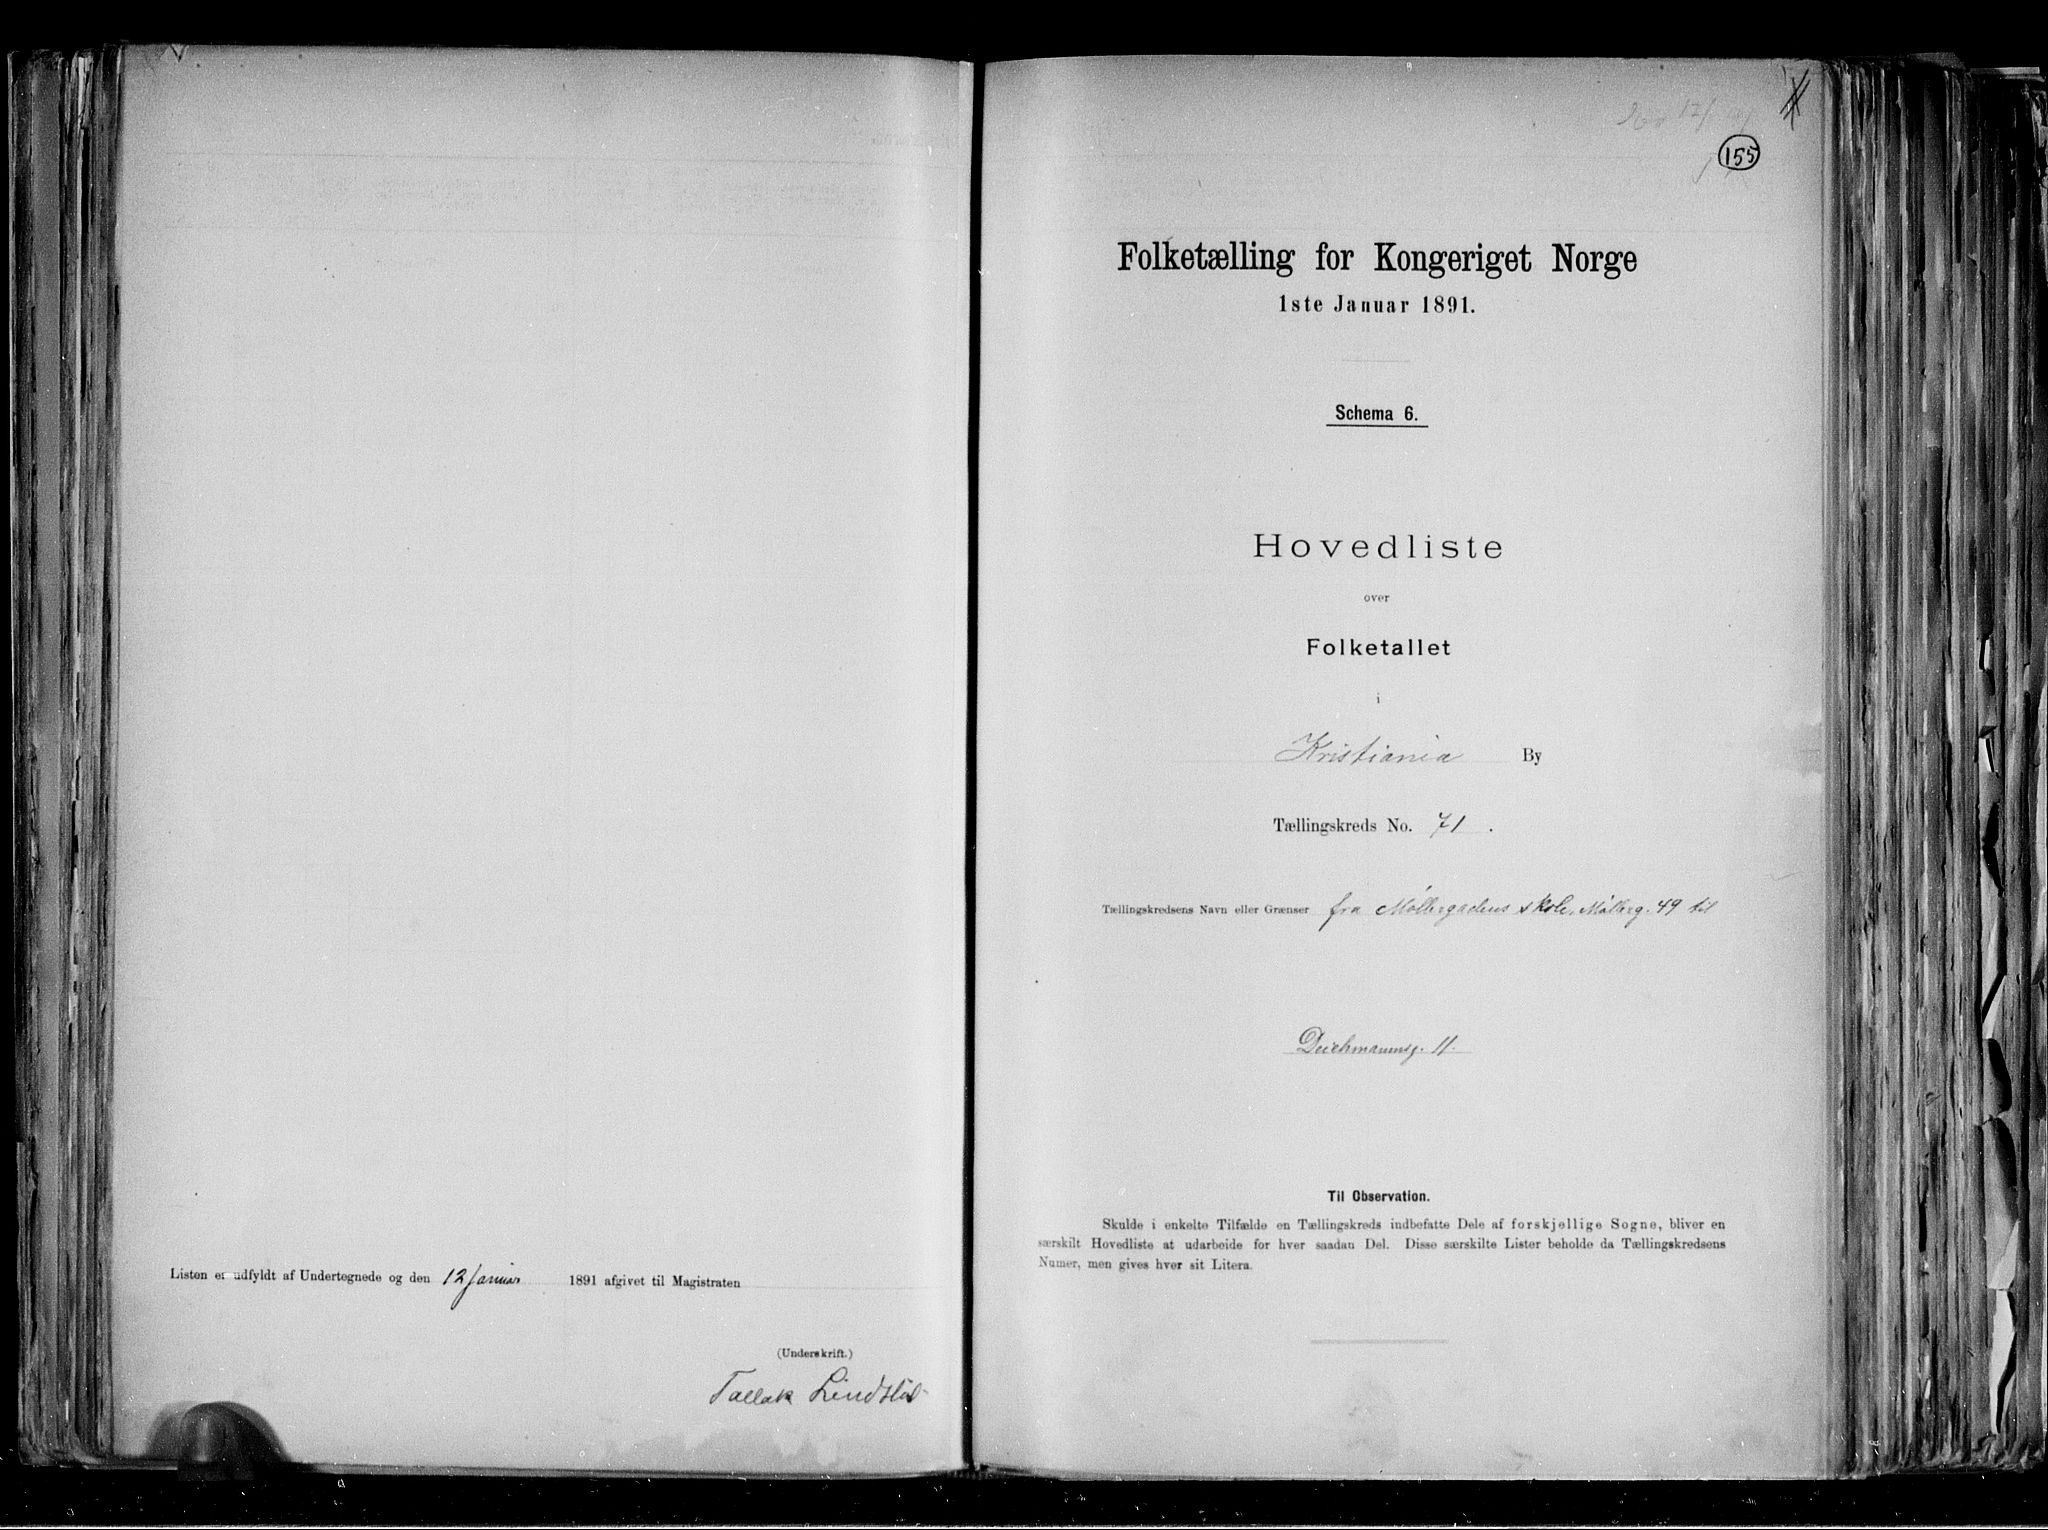 Listen er udfyldt af Undertegnede og den 12 Januar 1891 afgivet til Magistraten
(Underskrift.)
Tallak Lindstøl
155
Folketælling for Kongeriget Norge
1ste Januar 1891.
Schema 6.
Hovedliste
over
Folketallet
i
Kristiania By
Tællingskreds No. 71.
Tællingskredsens Navn eller Grænser fra Møllergadens skole, Møllerg. 49 til
Deichmannsg. 11.
Til Observation.
Skulde i enkelte Tilfælde en Tællingskreds indbefatte Dele af forskjellige Sogne, bliver en
særskilt Hovedliste at udarbeide for hver saadan Del. Disse særskilte Lister beholde da Tællingskredsens
Numer, men gives hver sit Litera.